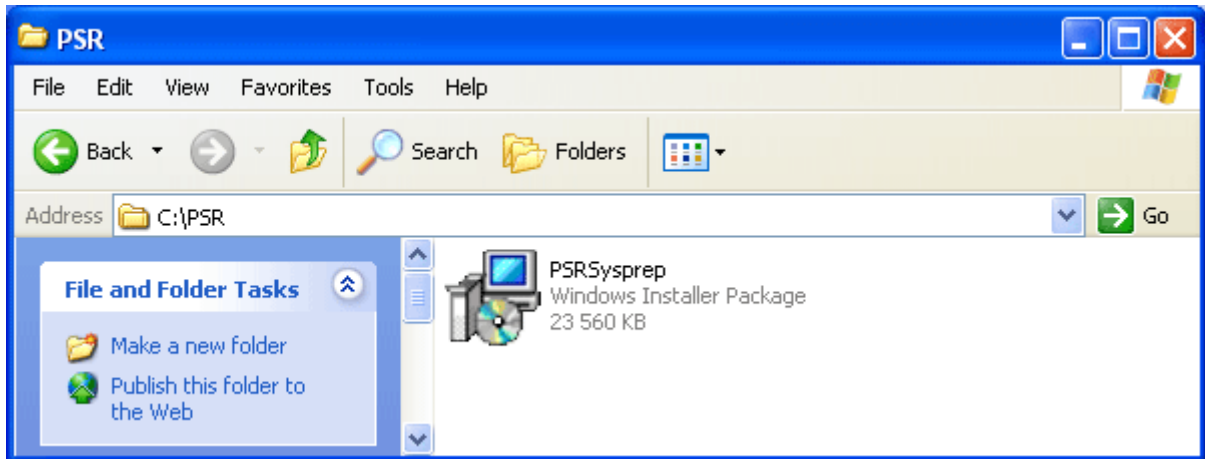 PSR
File Edit View Favorites Tools Help
Back Search Folders
Address C:\PSR Go
File and Folder Tasks
Make a new folder
Publish this folder to
the Web
PSRSysprep
Windows Installer Package
23 560 KB